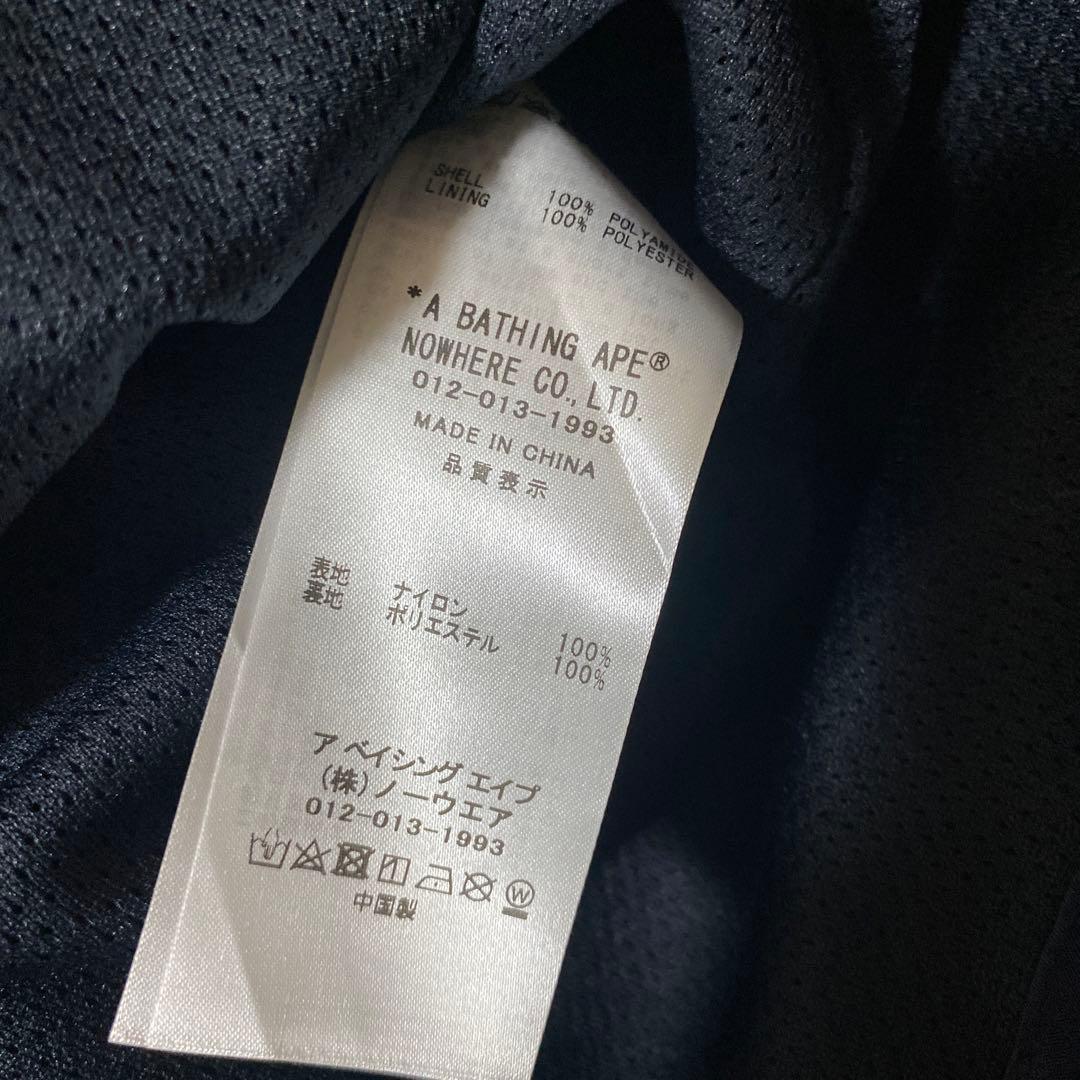 SHELL 100% POLYAMIDE
LINING 100% POLYESTER
*A BATHING APE®
NOWHERE CO., LTD.
012-013-1993
MADE IN CHINA
品質表示
表地 ナイロン 100%
裏地 ポリエステル 100%
ア ベイシング エイプ
(株)ノーウエア
012-013-1993
W
中国製